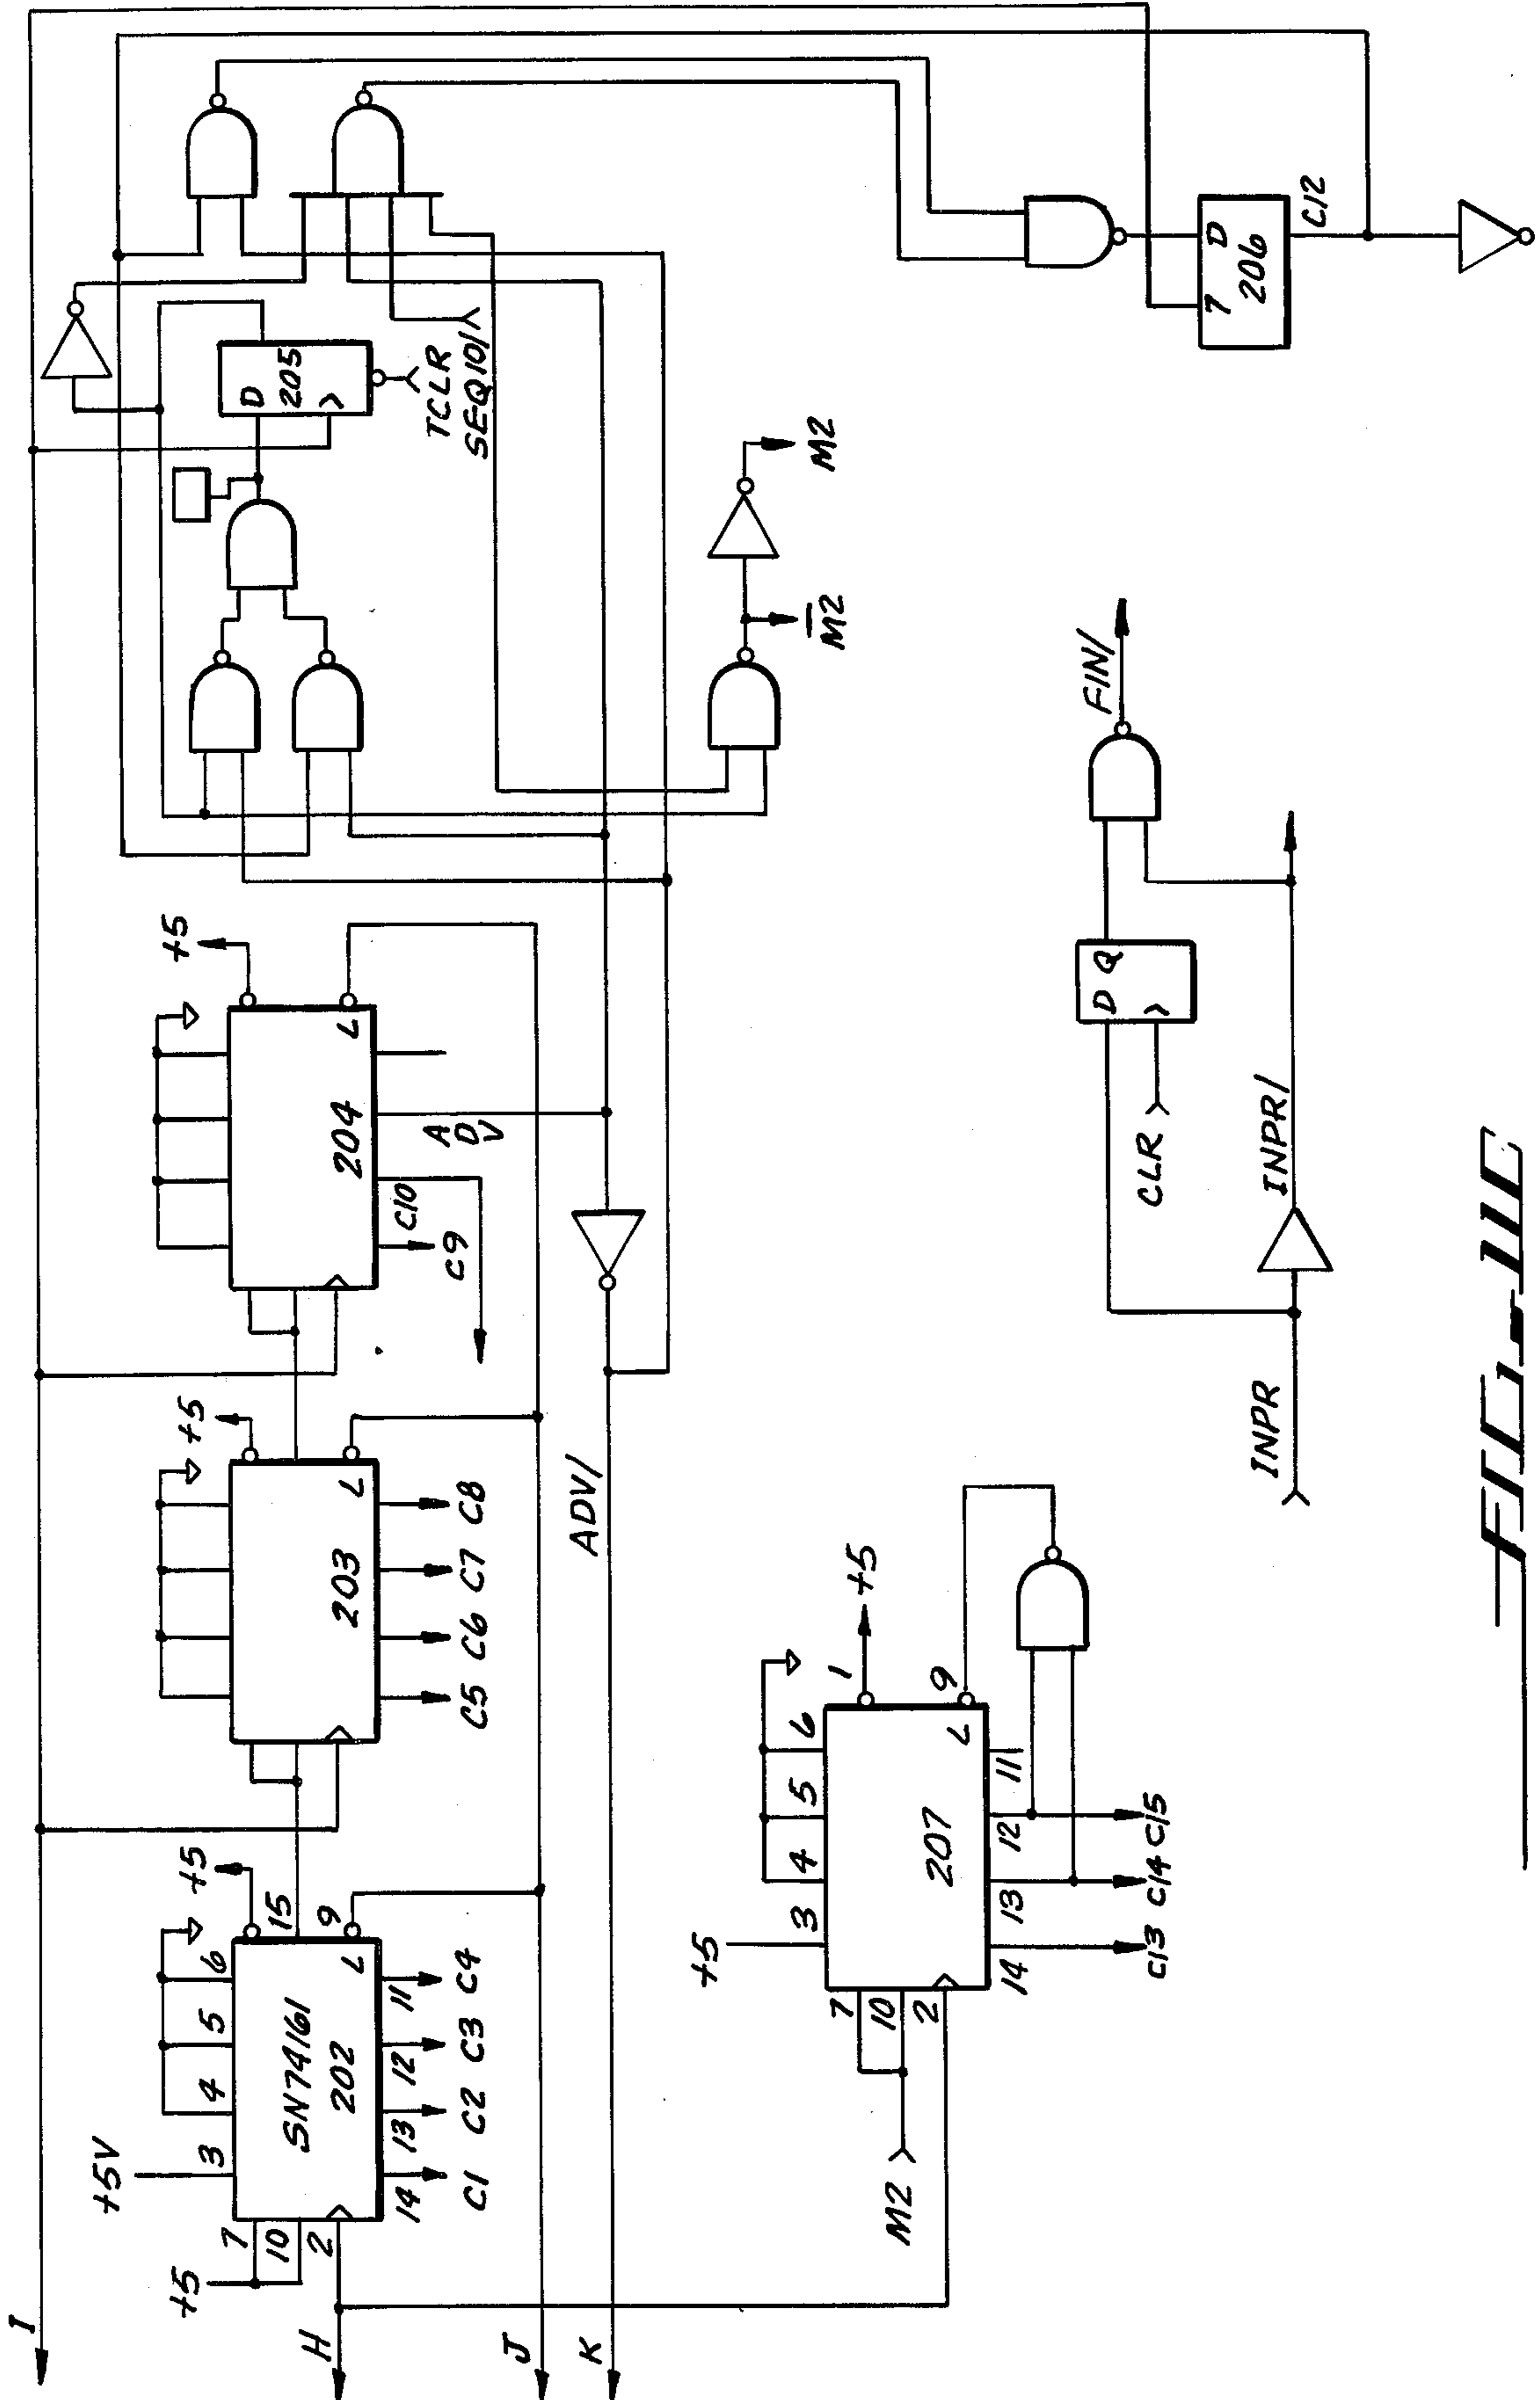 I
+5V
+5
7
10
2
3
4
5
6
SN74161
202
+5
15
9
L
14
13
12
11
C1
C2
C3
C4
H
J
K
203
+5
L
C5
C6
C7
C8
204
+5
L
C10
C9
A
D
V
ADV/
D
205
TCLR
SEQ101
M2
M2
7
D
206
C12
M2
7
10
2
+5
3
4
5
6
1
+5
207
9
L
14
13
12
11
C13
C14
C15
INPR
INPR/
CLR
D
Q
FIN/
FIG_11C